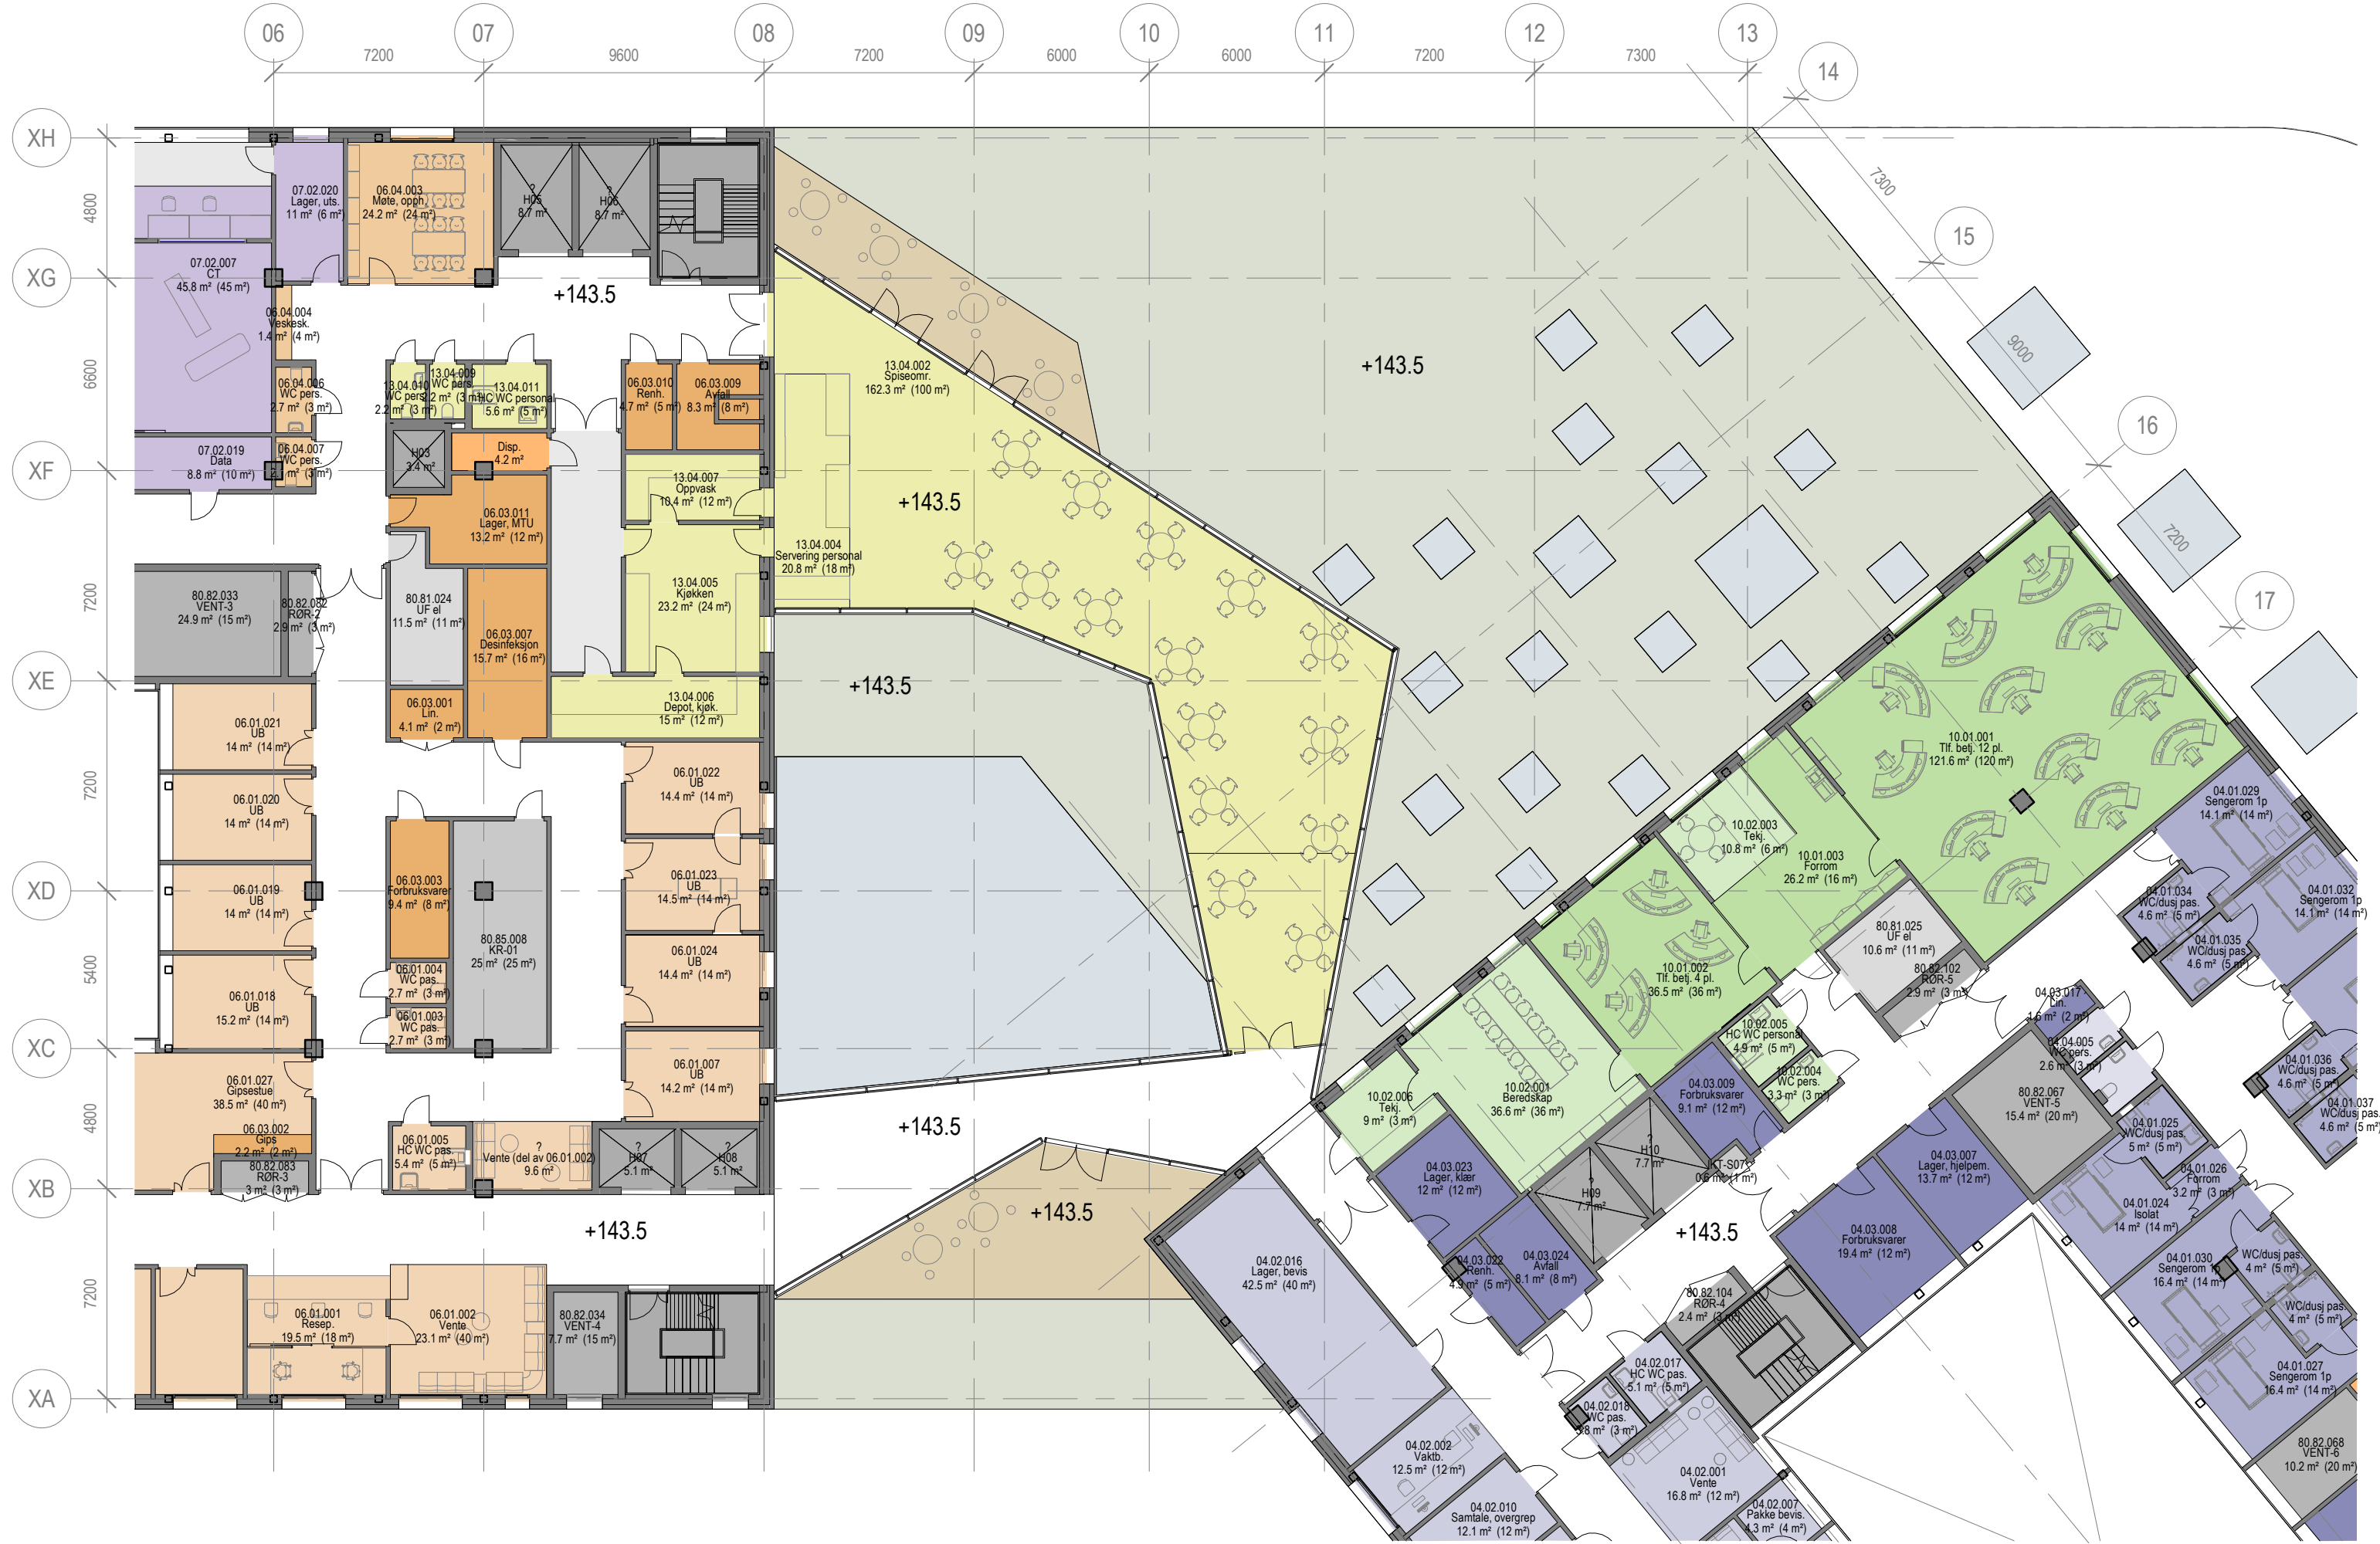 06
07
08
09
10
11
12
13
14
15
16
17
7200
9600
7200
6000
6000
7200
7300
7300
9000
7200
XH
XG
XF
XE
XD
XC
XB
XA
4800
6600
7200
7200
5400
4800
7200
07.02.020
Lager, uts.
11 m² (6 m²)
06.04.003
Møte, opph.
24.2 m² (24 m²)
?
H05
8.7 m²
?
H06
8.7 m²
07.02.007
CT
45.8 m² (45 m²)
+143.5
06.04.004
Veskesk.
1.4 m² (4 m²)
06.04.006
WC pers.
2.7 m² (3 m²)
13.04.010
WC pers.
2.2 m² (3 m²)
13.04.009
WC pers.
2.2 m² (3 m²)
13.04.011
HC WC personal
5.6 m² (5 m²)
06.03.010
Renh.
4.7 m² (5 m²)
06.03.009
Avfall
8.3 m² (8 m²)
13.04.002
Spiseomr.
162.3 m² (100 m²)
+143.5
07.02.019
Data
8.8 m² (10 m²)
06.04.007
WC pers.
H03
3.4 m²
Disp.
4.2 m²
13.04.007
Oppvask
10.4 m² (12 m²)
+143.5
06.03.011
Lager, MTU
13.2 m² (12 m²)
13.04.004
Servering personal
20.8 m² (18 m²)
13.04.005
Kjøkken
23.2 m² (24 m²)
80.82.033
VENT-3
24.9 m² (15 m²)
80.82.082
RØR-2
2.9 m² (3 m²)
80.81.024
UF el
11.5 m² (11 m²)
06.03.007
Desinfeksjon
15.7 m² (16 m²)
06.03.001
Lin.
4.1 m² (2 m²)
13.04.006
Depot, kjøk.
15 m² (12 m²)
+143.5
06.01.021
UB
14 m² (14 m²)
06.01.022
UB
14.4 m² (14 m²)
06.01.020
UB
14 m² (14 m²)
06.01.023
UB
14.5 m² (14 m²)
06.01.019
UB
14 m² (14 m²)
06.03.003
Forbruksvarer
9.4 m² (8 m²)
80.85.008
KR-01
25 m² (25 m²)
06.01.024
UB
14.4 m² (14 m²)
06.01.018
UB
15.2 m² (14 m²)
06.01.004
WC pas.
2.7 m² (3 m²)
06.01.003
WC pas.
2.7 m² (3 m²)
06.01.007
UB
14.2 m² (14 m²)
06.01.027
Gipsestue
38.5 m² (40 m²)
06.03.002
Gips
2.2 m² (2 m²)
80.82.083
RØR-3
3 m² (3 m²)
06.01.005
HC WC pas.
5.4 m² (5 m²)
?
Vente (del av 06.01.002)
9.6 m²
?
H07
5.1 m²
?
H08
5.1 m²
+143.5
+143.5
+143.5
06.01.001
Resep.
19.5 m² (18 m²)
06.01.002
Vente
23.1 m² (40 m²)
80.82.034
VENT-4
7.7 m² (15 m²)
10.01.001
Tlf. betj. 12 pl.
121.6 m² (120 m²)
10.02.003
Tekj.
10.8 m² (6 m²)
10.01.003
Forrom
26.2 m² (16 m²)
04.01.029
Sengerom 1p
14.1 m² (14 m²)
04.01.034
WC/dusj pas.
4.6 m² (5 m²)
04.01.032
Sengerom 1p
14.1 m² (14 m²)
04.01.035
WC/dusj pas.
4.6 m² (5 m²)
80.81.025
UF el
10.6 m² (11 m²)
80.82.102
RØR-5
2.9 m² (3 m²)
10.01.002
Tlf. betj. 4 pl.
36.5 m² (36 m²)
04.03.017
Lin.
1.6 m² (2 m²)
10.02.005
HC WC personal
4.9 m² (5 m²)
04.04.005
WC pers.
2.6 m² (3 m²)
04.01.036
WC/dusj pas.
4.6 m² (5 m²)
10.02.004
WC pers.
3.3 m² (3 m²)
04.01.037
WC/dusj pas.
4.6 m² (5 m²)
10.02.001
Beredskap
36.6 m² (36 m²)
10.02.006
Tekj.
9 m² (3 m²)
04.03.009
Forbruksvarer
9.1 m² (12 m²)
80.82.067
VENT-5
15.4 m² (20 m²)
04.01.025
WC/dusj pas.
5 m² (5 m²)
04.01.026
Forrom
3.2 m² (3 m²)
04.03.023
Lager, klær
12 m² (12 m²)
?
H10
7.7 m²
IKT-S07
0.6 m² (1 m²)
04.03.007
Lager, hjelpem.
13.7 m² (12 m²)
?
H09
7.7 m²
04.01.024
Isolat
14 m² (14 m²)
+143.5
04.03.008
Forbruksvarer
19.4 m² (12 m²)
04.02.016
Lager, bevis
42.5 m² (40 m²)
04.03.022
Renh.
4.9 m² (5 m²)
04.03.024
Avfall
8.1 m² (8 m²)
04.01.030
Sengerom 1p
16.4 m² (14 m²)
WC/dusj pas.
4 m² (5 m²)
80.82.104
RØR-4
2.4 m² (3 m²)
WC/dusj pas.
4 m² (5 m²)
04.01.027
Sengerom 1p
16.4 m² (14 m²)
04.02.017
HC WC pas.
5.1 m² (5 m²)
04.02.018
WC pas.
04.02.002
Vaktb.
12.5 m² (12 m²)
04.02.001
Vente
16.8 m² (12 m²)
80.82.068
VENT-6
10.2 m² (20 m²)
04.02.010
Samtale, overgrep
12.1 m² (12 m²)
04.02.007
Pakke bevis.
4.3 m² (4 m²)